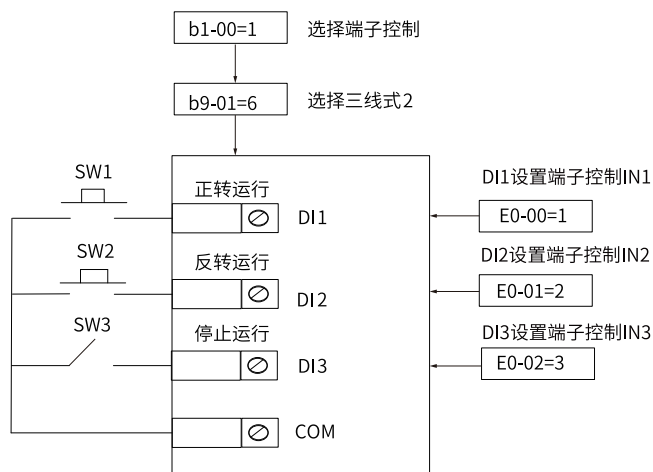 b1-00=1 选择端子控制
b9-01=6 选择三线式2
SW1
正转运行
DI1
DI1设置端子控制IN1
E0-00=1
SW2
反转运行
DI2
DI2设置端子控制IN2
E0-01=2
SW3
停止运行
DI3
DI3设置端子控制IN3
E0-02=3
COM